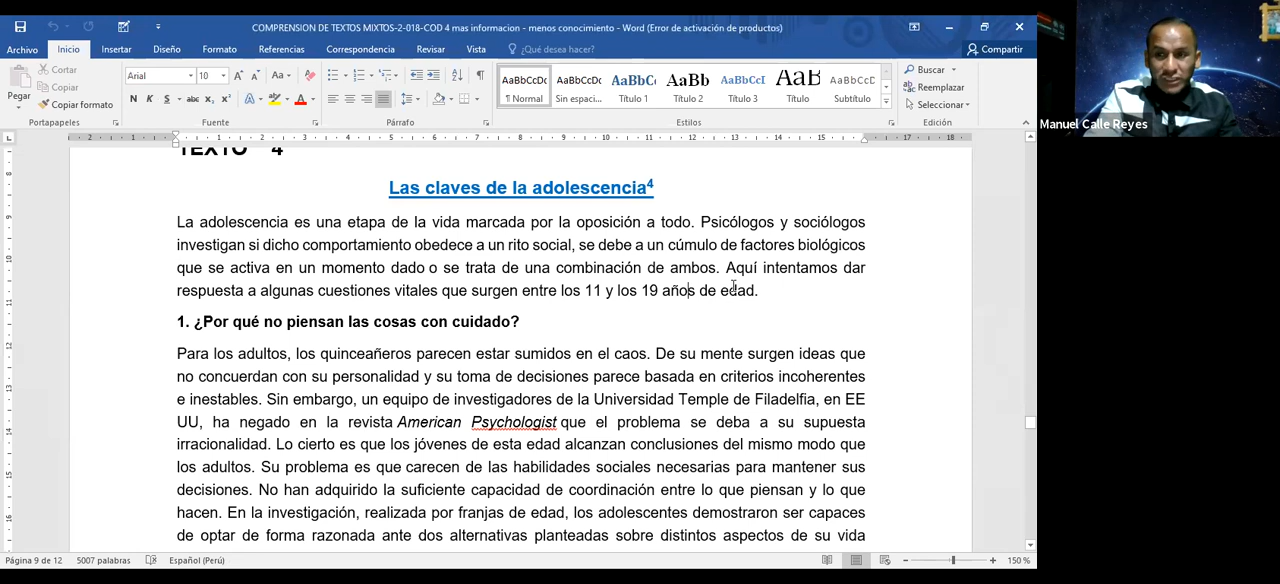 COMPRENSION DE TEXTOS MIXTOS-2-018-COD 4 mas informacion - menos conocimiento - Word (Error de activación de productos)
Archivo Inicio Insertar Diseño Formato Referencias Correspondencia Revisar Vista ¿Qué desea hacer? Compartir
Pegar
Cortar
Copiar
Copiar formato
Portapapeles
Arial 10
N K S abc x₂ x²
Fuente
Párrafo
AaBbCcDc AaBbCcDc AaBbCc AaBb AaBbCcD AaB AaBbCcD
¶ Normal Sin espaci... Título 1 Título 2 Título 3 Título Subtítulo
Estilos
Buscar
Reemplazar
Seleccionar
Edición
Manuel Calle Reyes
TEXTO 4
Las claves de la adolescencia⁴
La adolescencia es una etapa de la vida marcada por la oposición a todo. Psicólogos y sociólogos
investigan si dicho comportamiento obedece a un rito social, se debe a un cúmulo de factores biológicos
que se activa en un momento dado o se trata de una combinación de ambos. Aquí intentamos dar
respuesta a algunas cuestiones vitales que surgen entre los 11 y los 19 años de edad.
1. ¿Por qué no piensan las cosas con cuidado?
Para los adultos, los quinceañeros parecen estar sumidos en el caos. De su mente surgen ideas que
no concuerdan con su personalidad y su toma de decisiones parece basada en criterios incoherentes
e inestables. Sin embargo, un equipo de investigadores de la Universidad Temple de Filadelfia, en EE
UU, ha negado en la revista American Psychologist que el problema se deba a su supuesta
irracionalidad. Lo cierto es que los jóvenes de esta edad alcanzan conclusiones del mismo modo que
los adultos. Su problema es que carecen de las habilidades sociales necesarias para mantener sus
decisiones. No han adquirido la suficiente capacidad de coordinación entre lo que piensan y lo que
hacen. En la investigación, realizada por franjas de edad, los adolescentes demostraron ser capaces
de optar de forma razonada ante dos alternativas planteadas sobre distintos aspectos de su vida
Página 9 de 12 5007 palabras Español (Perú) 150 %